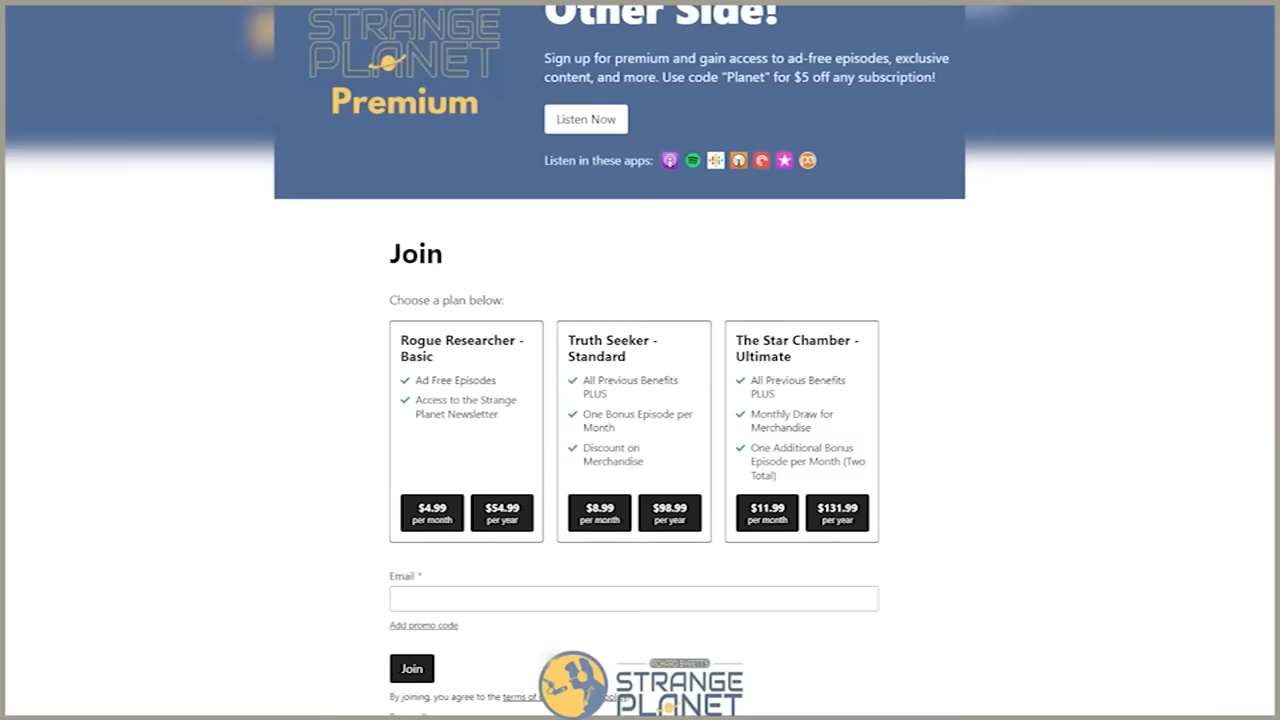 Other Side!
STRANGE
PLANET
Premium
Sign up for premium and gain access to ad-free episodes, exclusive
content, and more. Use code "Planet" for $5 off any subscription!
Listen Now
Listen in these apps:
Join
Choose a plan below:
Rogue Researcher -
Basic
Ad Free Episodes
Access to the Strange
Planet Newsletter
$4.99
per month
$54.99
per year
Truth Seeker -
Standard
All Previous Benefits
PLUS
One Bonus Episode per
Month
Discount on
Merchandise
$8.99
per month
$98.99
per year
The Star Chamber -
Ultimate
All Previous Benefits
PLUS
Monthly Draw for
Merchandise
One Additional Bonus
Episode per Month (Two
Total)
$11.99
per month
$131.99
per year
Email *
Add promo code
Join
By joining, you agree to the terms of
STRANGE
PLANET